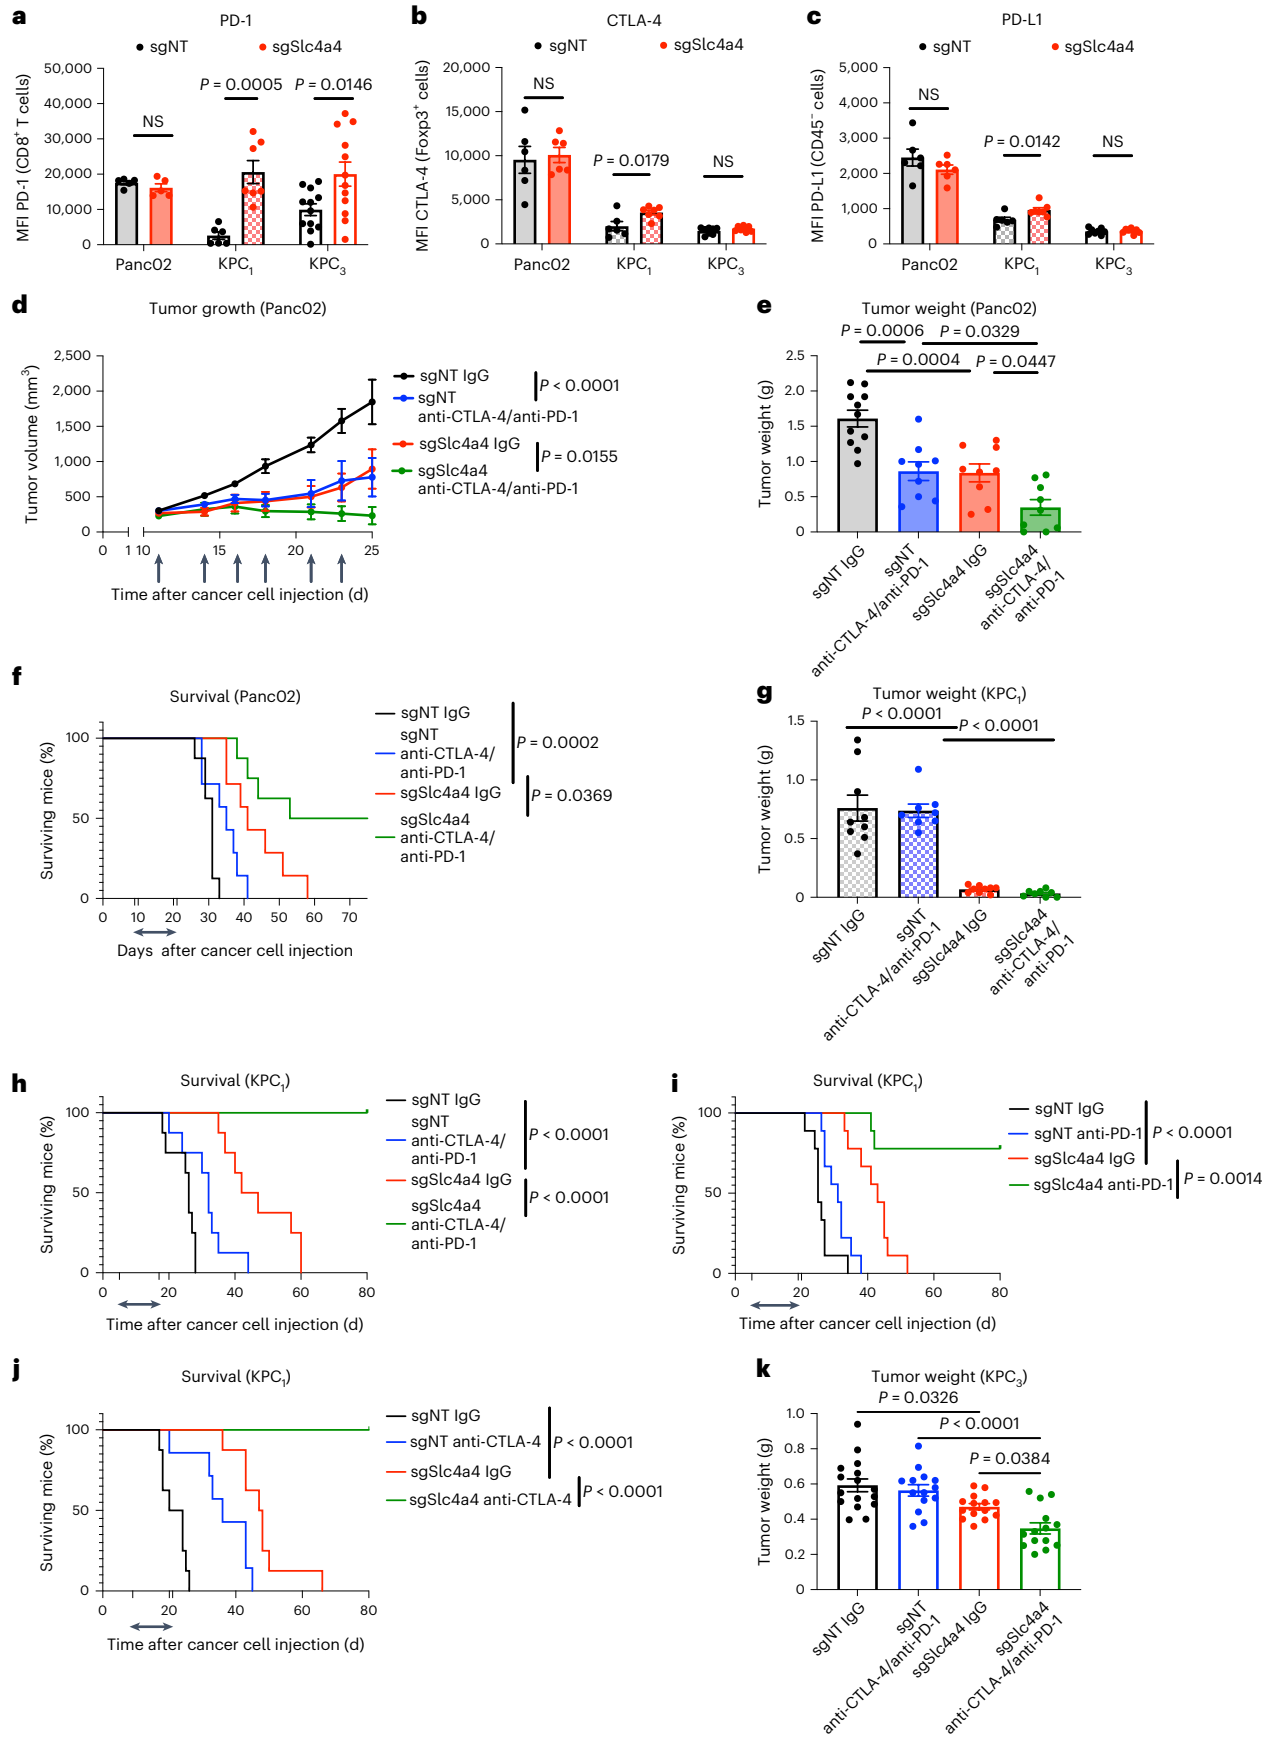 a
PD-1
sgNT
sgSlc4a4
MFI PD-1 (CD8+ T cells)
50,000
40,000
30,000
20,000
10,000
0
NS
P = 0.0005
P = 0.0146
Panc02
KPC1
KPC3
b
CTLA-4
sgNT
sgSlc4a4
MFI CTLA-4 (Foxp3+ cells)
20,000
15,000
10,000
5,000
0
NS
P = 0.0179
NS
Panc02
KPC1
KPC3
c
PD-L1
sgNT
sgSlc4a4
MFI PD-L1 (CD45− cells)
5,000
4,000
3,000
2,000
1,000
0
NS
P = 0.0142
NS
Panc02
KPC1
KPC3
d
Tumor growth (Panc02)
Tumor volume (mm3)
2,500
2,000
1,500
1,000
500
0
0
1
10
15
20
25
Time after cancer cell injection (d)
sgNT IgG
sgNT
anti-CTLA-4/anti-PD-1
sgSlc4a4 IgG
sgSlc4a4
anti-CTLA-4/anti-PD-1
P < 0.0001
P = 0.0155
e
Tumor weight (Panc02)
P = 0.0006
P = 0.0329
P = 0.0004
P = 0.0447
Tumor weight (g)
2.5
2.0
1.5
1.0
0.5
0
sgNT IgG
sgNT
anti-CTLA-4/anti-PD-1
sgSlc4a4 IgG
sgSlc4a4
anti-CTLA-4/
anti-PD-1
f
Survival (Panc02)
Surviving mice (%)
100
50
0
0
10
20
30
40
50
60
70
Days after cancer cell injection
sgNT IgG
sgNT
anti-CTLA-4/
anti-PD-1
sgSlc4a4 IgG
sgSlc4a4
anti-CTLA-4/
anti-PD-1
P = 0.0002
P = 0.0369
g
Tumor weight (KPC1)
P < 0.0001
P < 0.0001
Tumor weight (g)
1.5
1.0
0.5
0
sgNT IgG
sgNT
anti-CTLA-4/anti-PD-1
sgSlc4a4 IgG
sgSlc4a4
anti-CTLA-4/
anti-PD-1
h
Survival (KPC1)
Surviving mice (%)
100
50
0
0
20
40
60
80
Time after cancer cell injection (d)
sgNT IgG
sgNT
anti-CTLA-4/
anti-PD-1
sgSlc4a4 IgG
sgSlc4a4
anti-CTLA-4/
anti-PD-1
P < 0.0001
P < 0.0001
i
Survival (KPC1)
Surviving mice (%)
100
50
0
0
20
40
60
80
Time after cancer cell injection (d)
sgNT IgG
sgNT anti-PD-1
sgSlc4a4 IgG
sgSlc4a4 anti-PD-1
P < 0.0001
P = 0.0014
j
Survival (KPC1)
Surviving mice (%)
100
50
0
0
20
40
60
80
Time after cancer cell injection (d)
sgNT IgG
sgNT anti-CTLA-4
sgSlc4a4 IgG
sgSlc4a4 anti-CTLA-4
P < 0.0001
P < 0.0001
k
Tumor weight (KPC3)
P = 0.0326
P < 0.0001
P = 0.0384
Tumor weight (g)
1.0
0.8
0.6
0.4
0.2
0
sgNT IgG
sgNT
anti-CTLA-4/anti-PD-1
sgSlc4a4 IgG
sgSlc4a4
anti-CTLA-4/anti-PD-1